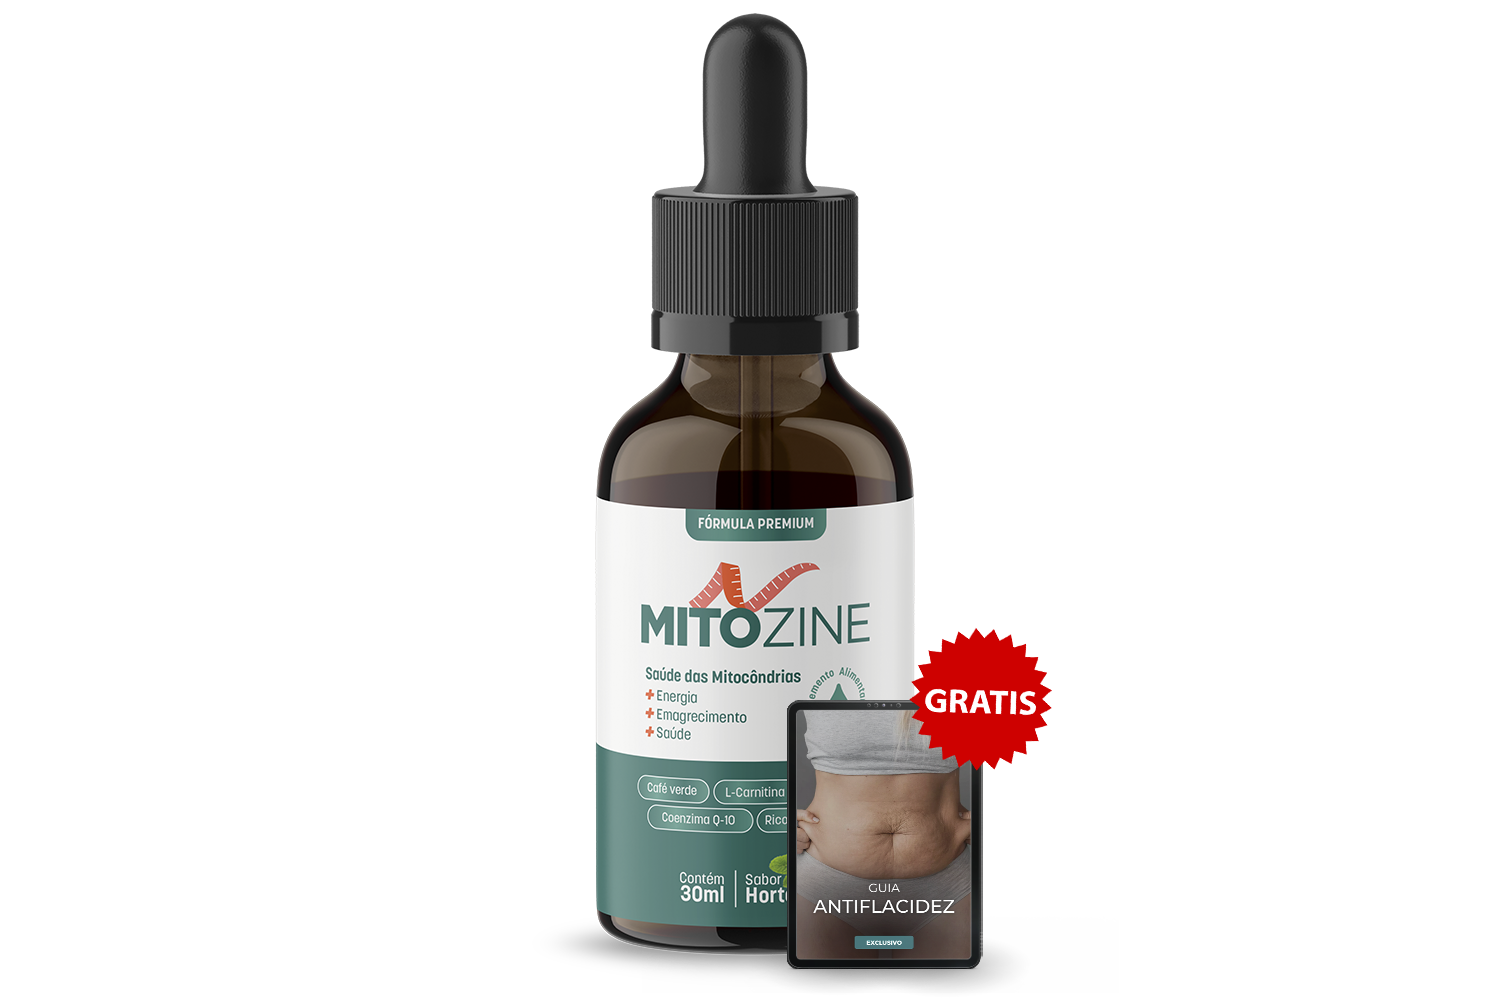 FÓRMULA PREMIUM
MITOZINE
Saúde das Mitocôndrias
+ Energia
+ Emagrecimento
+ Saúde
GRATIS
Café verde
L-Carnitina
Coenzima Q-10
Contém
30ml
Sabor
GUIA
ANTIFLACIDEZ
EXCLUSIVO